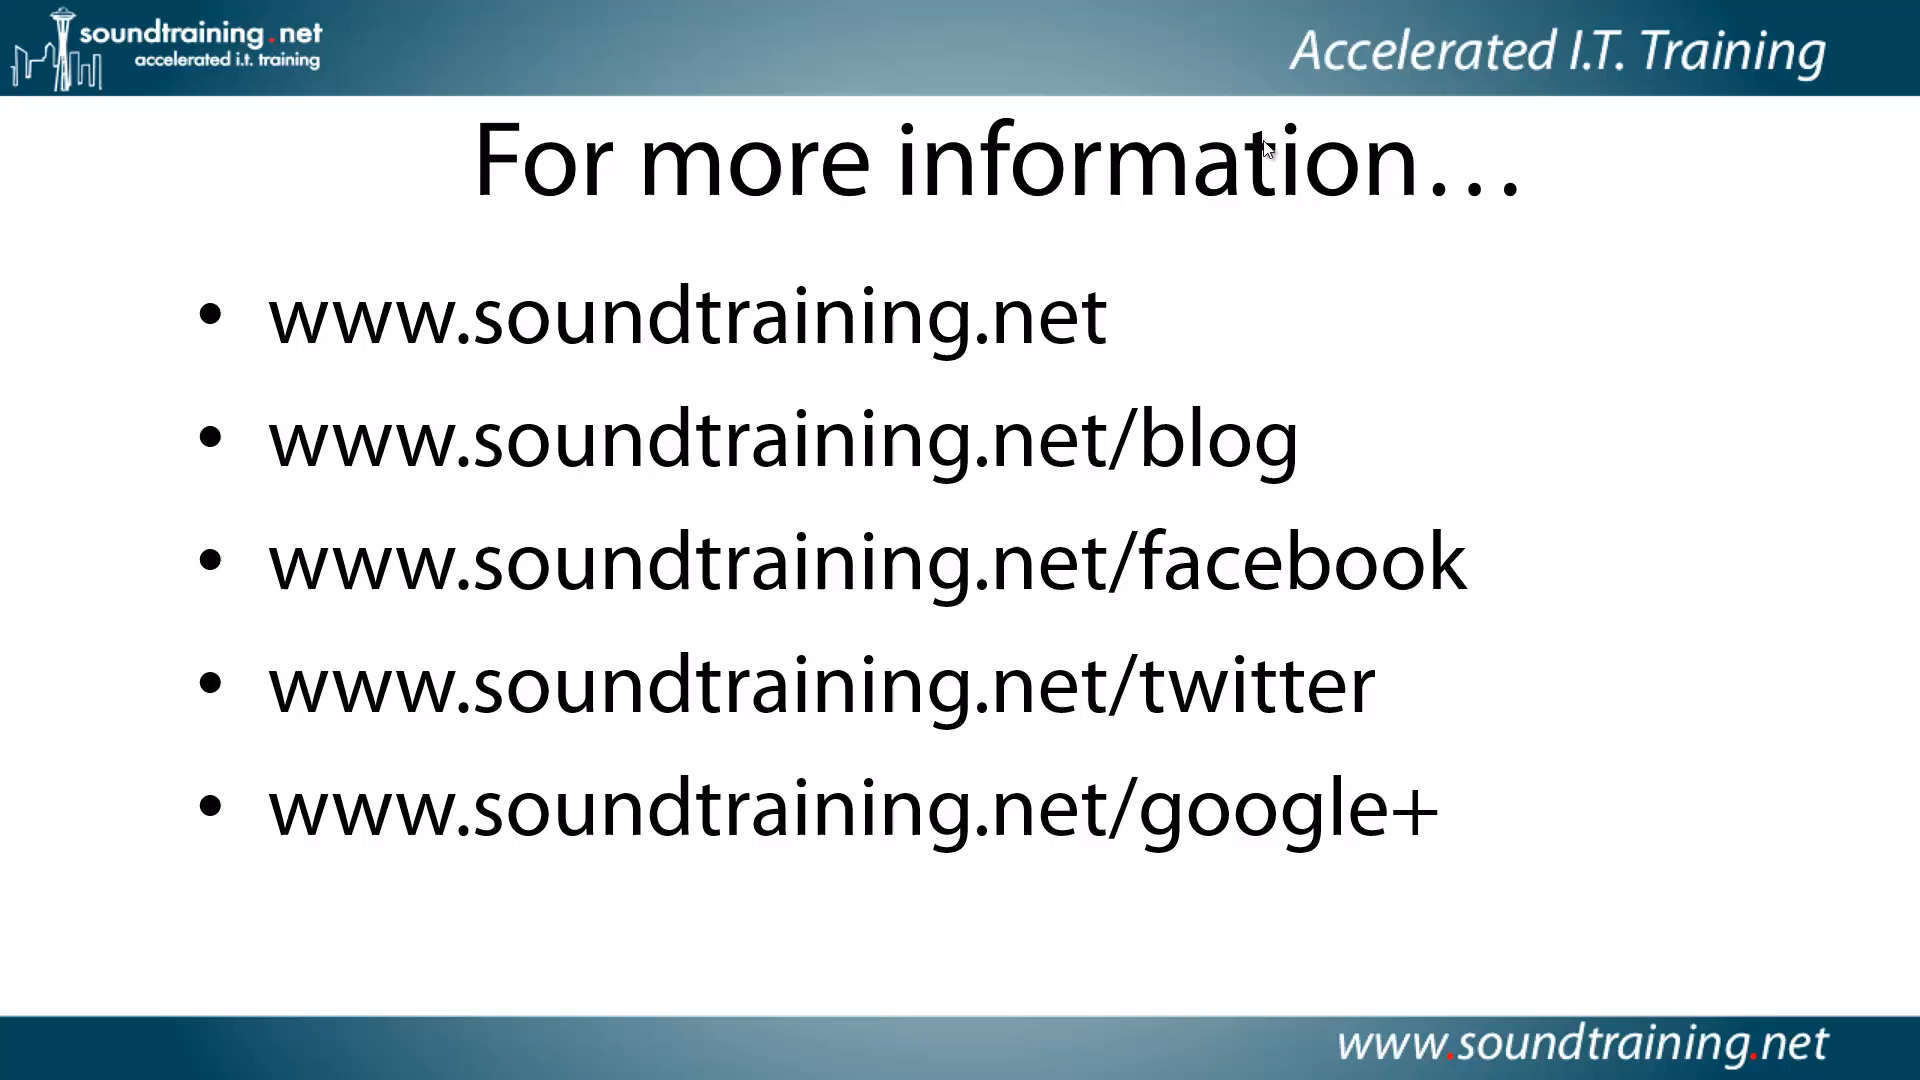 soundtraining.net
accelerated i.t. training
Accelerated I.T. Training
For more information...
• www.soundtraining.net
• www.soundtraining.net/blog
• www.soundtraining.net/facebook
• www.soundtraining.net/twitter
• www.soundtraining.net/google+
www.soundtraining.net